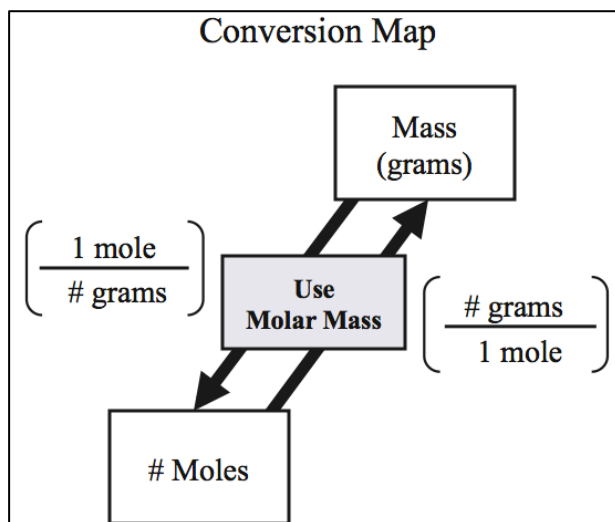 Conversion Map
Mass
(grams)
1 mole
# grams
Use
Molar Mass
# grams
1 mole
# Moles